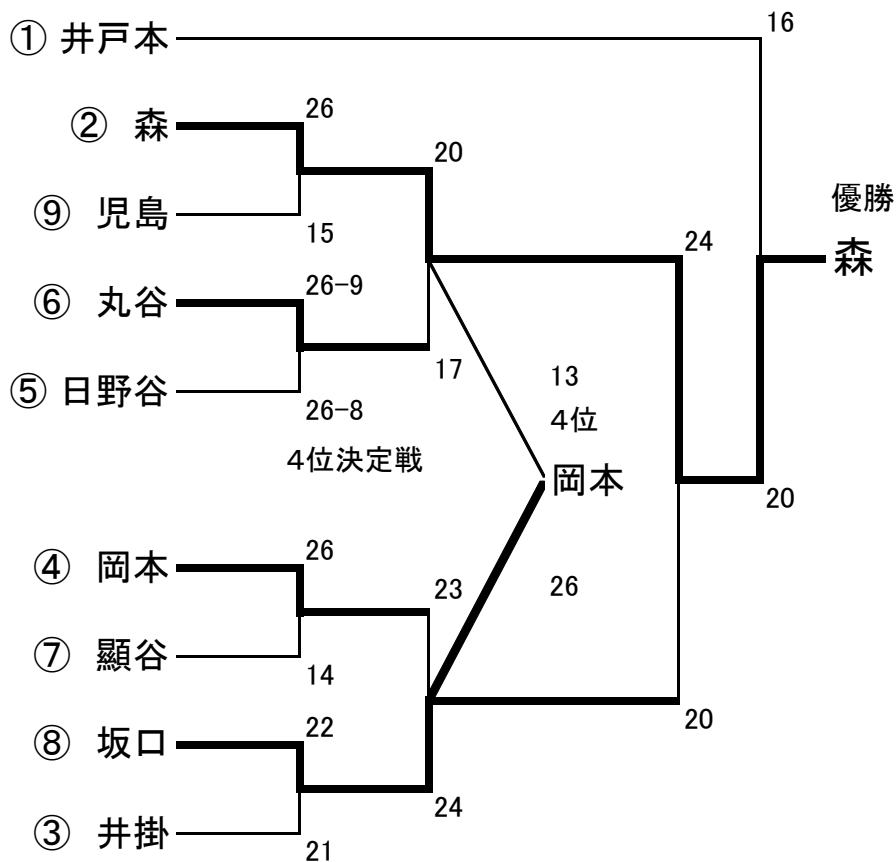 ① 井戸本
16
② 森
26
20
⑨ 児島
15
優勝
森
24
⑥ 丸谷
26-9
17
⑤ 日野谷
26-8
13
4位
4位決定戦
岡本
20
④ 岡本
26
23
26
⑦ 顯谷
14
20
⑧ 坂口
22
24
③ 井掛
21